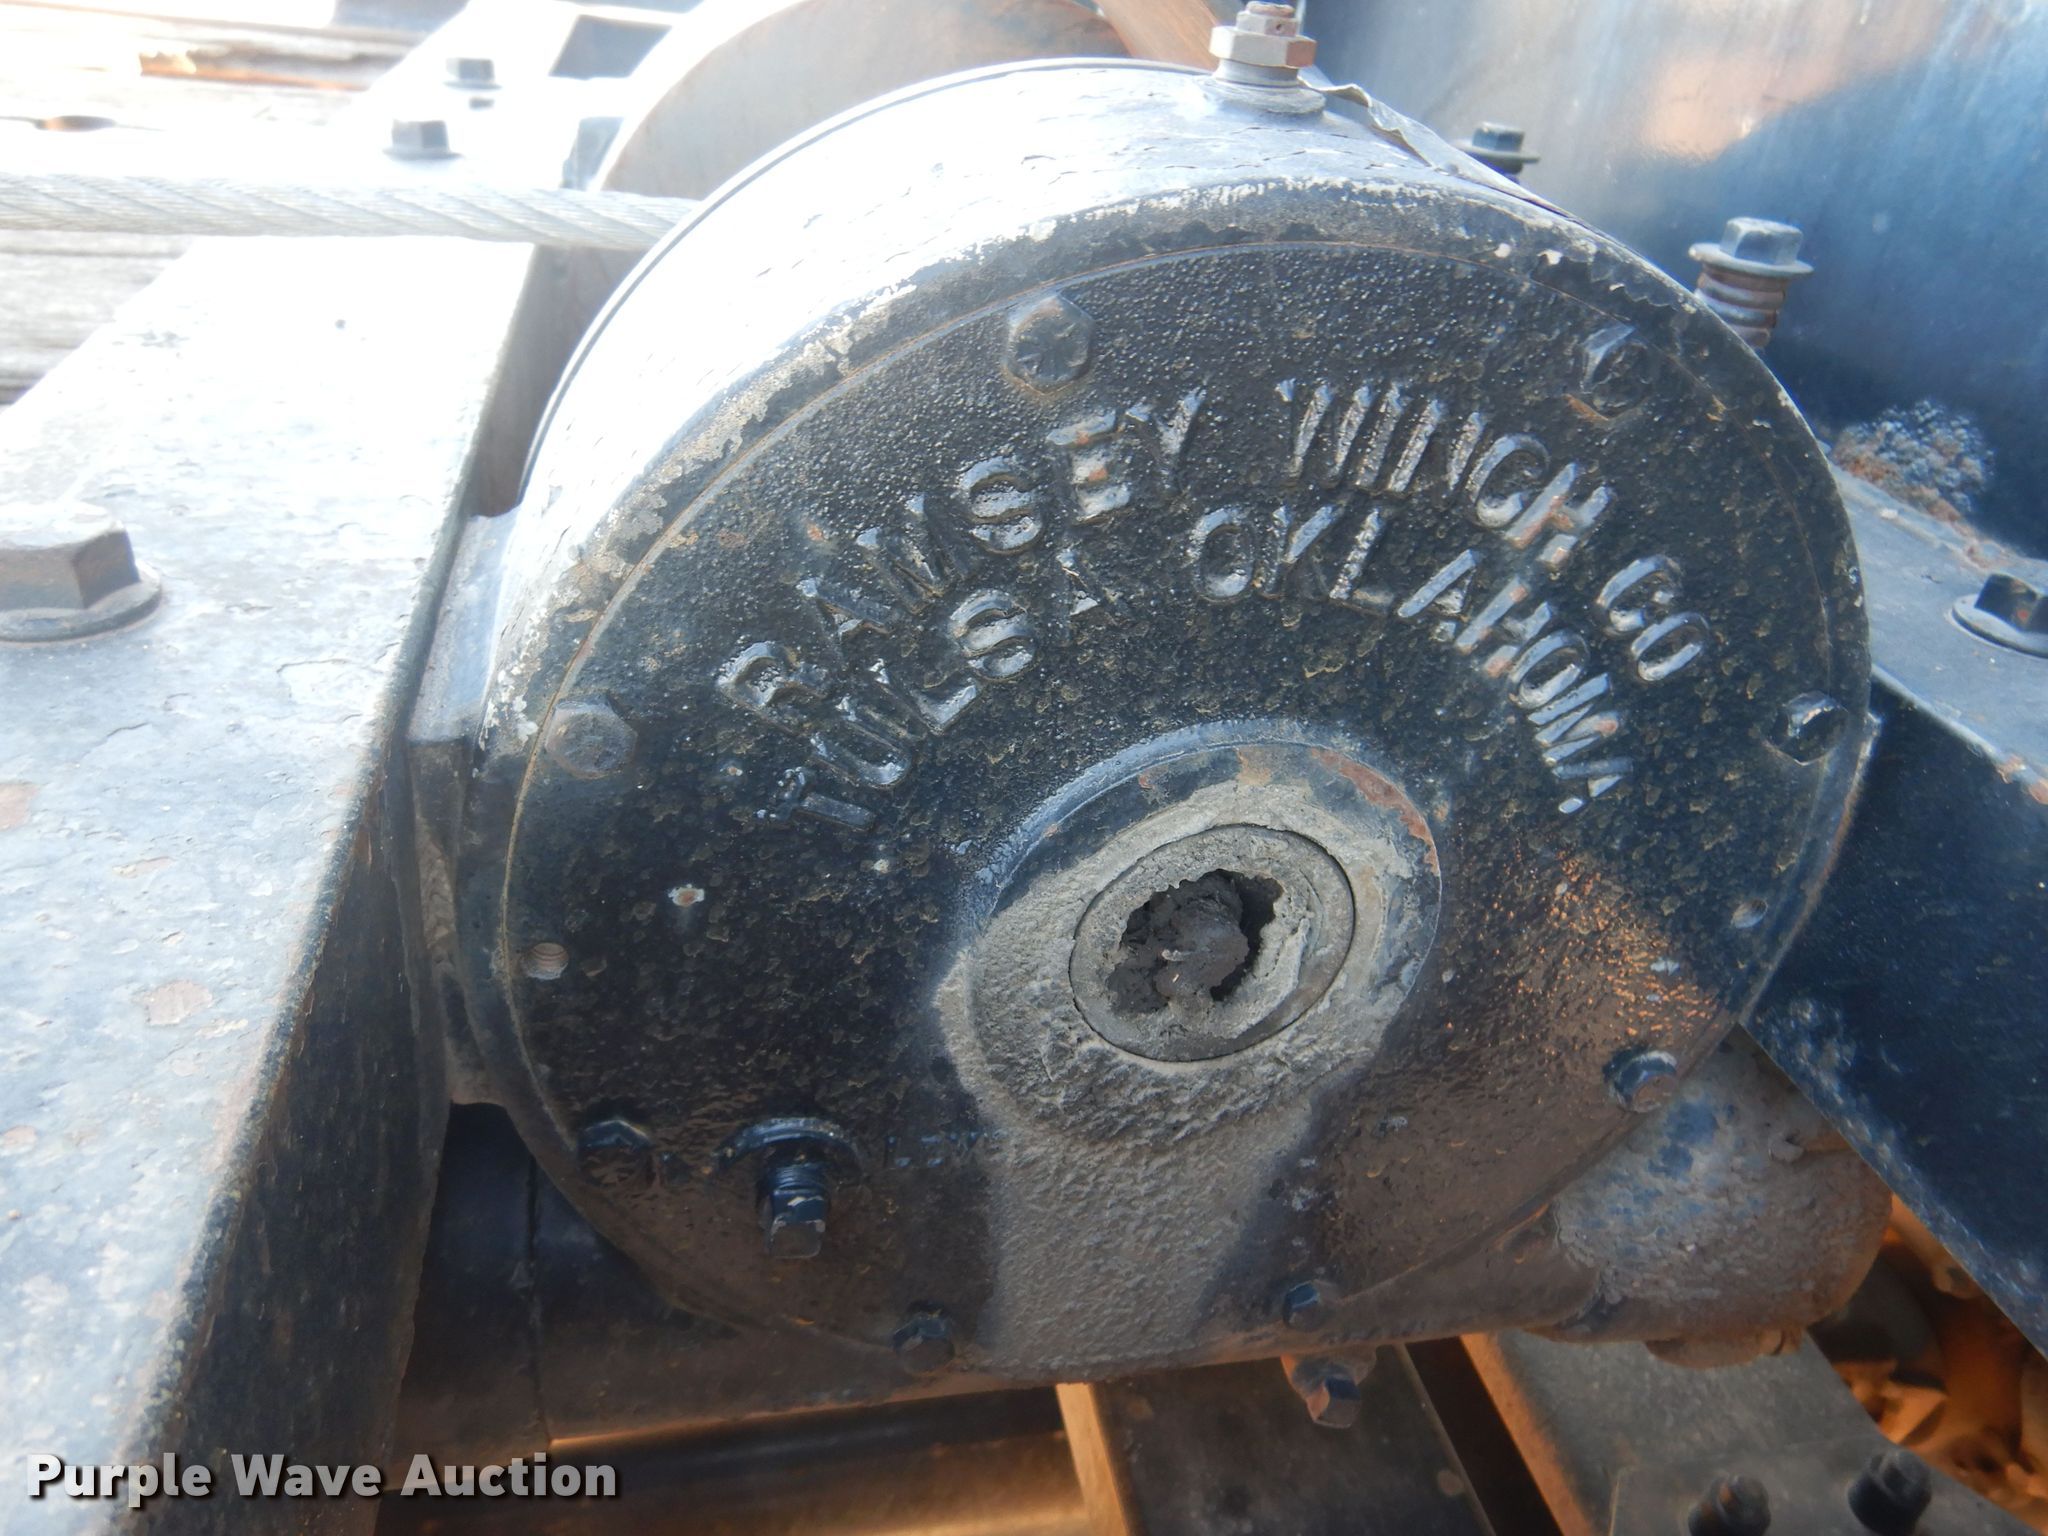 RAMSEY WINCH CO
TULSA OKLAHOMA
Purple Wave Auction